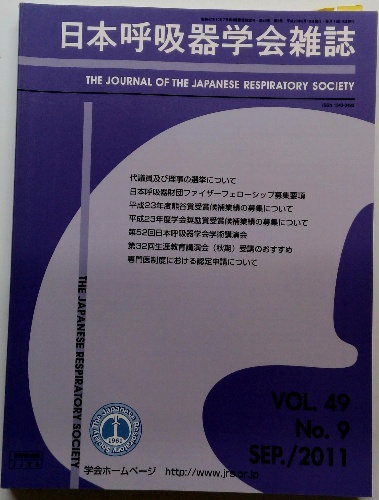 日本呼吸器学会雑誌
THE JOURNAL OF THE JAPANESE RESPIRATORY SOCIETY
代議員及び理事の選挙について
日本呼吸器財団ファイザーフェローシップ募集要項
平成23年度熊谷賞受賞候補業績の募集について
平成23年度学会奨励賞受賞候補業績の募集について
第52回日本呼吸器学会学術講演会
第32回生涯教育講演会（秋期）受講のおすすめ
専門医制度における認定申請について
THE JAPANESE RESPIRATORY SOCIETY
The Japanese Respiratory Society
1961
VOL. 49
No. 9
SEP./2011
学会ホームページ http://www.jrs.or.jp